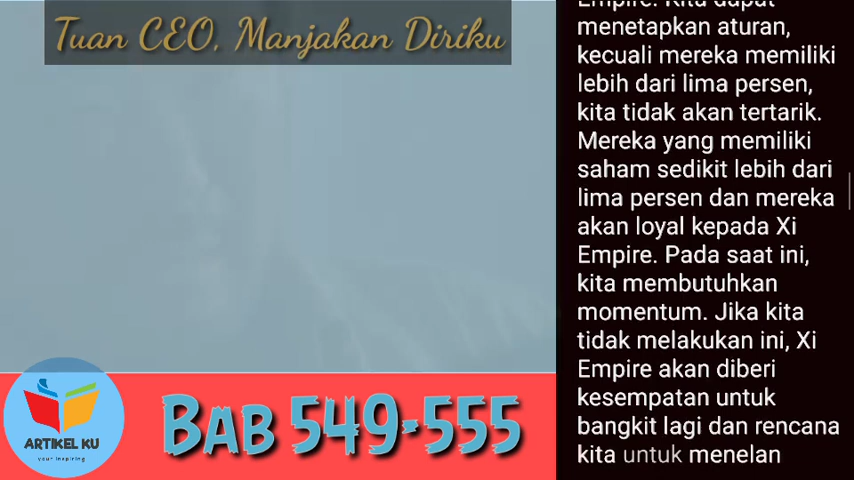 Tuan CEO, Manjakan Diriku
Empire. Kita dapat
menetapkan aturan,
kecuali mereka memiliki
lebih dari lima persen,
kita tidak akan tertarik.
Mereka yang memiliki
saham sedikit lebih dari
lima persen dan mereka
akan loyal kepada Xi
Empire. Pada saat ini,
kita membutuhkan
momentum. Jika kita
tidak melakukan ini, Xi
Empire akan diberi
kesempatan untuk
bangkit lagi dan rencana
kita untuk menelan
ARTIKEL KU
your inspiring
BAB 549-555